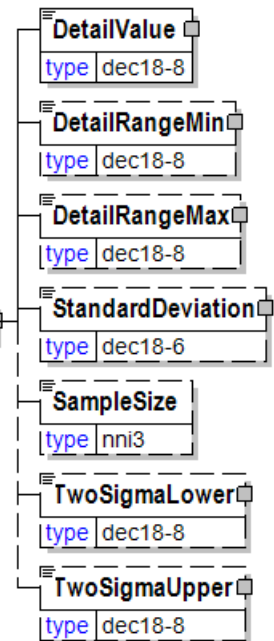 DetailValue
type dec18-8
DetailRangeMin
type dec18-8
DetailRangeMax
type dec18-8
StandardDeviation
type dec18-6
SampleSize
type nni3
TwoSigmaLower
type dec18-8
TwoSigmaUpper
type dec18-8